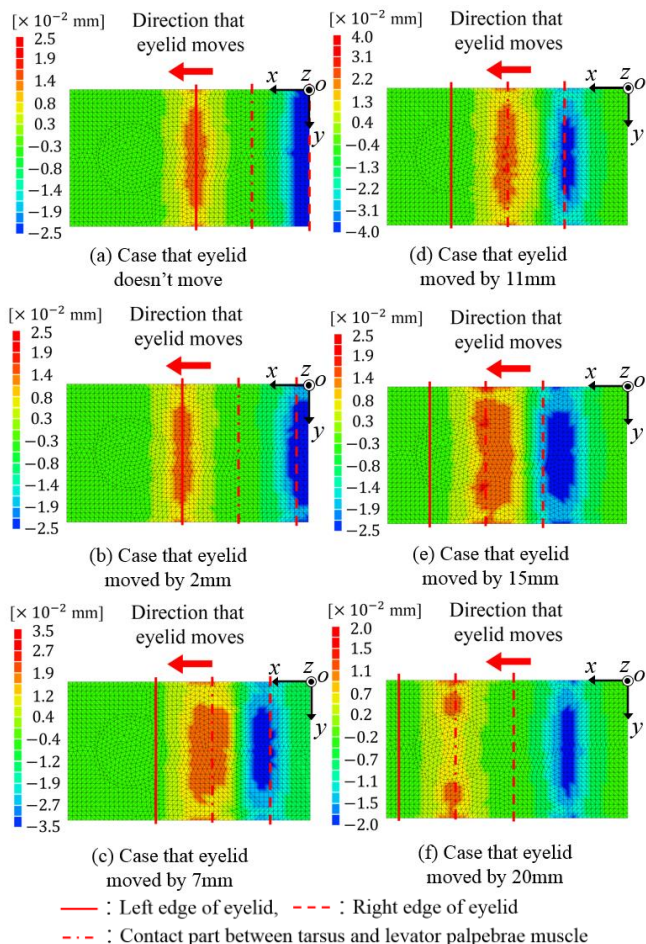 [× 10⁻² mm]
Direction that
eyelid moves
2.5
1.9
1.4
0.8
0.3
−0.3
−0.8
−1.4
−1.9
−2.5
x z o
y
(a) Case that eyelid
doesn't move
[× 10⁻² mm]
Direction that
eyelid moves
2.5
1.9
1.4
0.8
0.3
−0.3
−0.8
−1.4
−1.9
−2.5
x z o
y
(b) Case that eyelid
moved by 2mm
[× 10⁻² mm]
Direction that
eyelid moves
3.5
2.7
1.9
1.2
0.4
−0.4
−1.2
−1.9
−2.7
−3.5
x z o
y
(c) Case that eyelid
moved by 7mm
[× 10⁻² mm]
Direction that
eyelid moves
4.0
3.1
2.2
1.3
0.4
−0.4
−1.3
−2.2
−3.1
−4.0
x z o
y
(d) Case that eyelid
moved by 11mm
[× 10⁻² mm]
Direction that
eyelid moves
2.5
1.9
1.4
0.8
0.3
−0.3
−0.8
−1.4
−1.9
−2.5
x z o
y
(e) Case that eyelid
moved by 15mm
[× 10⁻² mm]
Direction that
eyelid moves
2.0
1.6
1.1
0.7
0.2
−0.2
−0.7
−1.1
−1.6
−2.0
x z o
y
(f) Case that eyelid
moved by 20mm
: Left edge of eyelid, : Right edge of eyelid
: Contact part between tarsus and levator palpebrae muscle